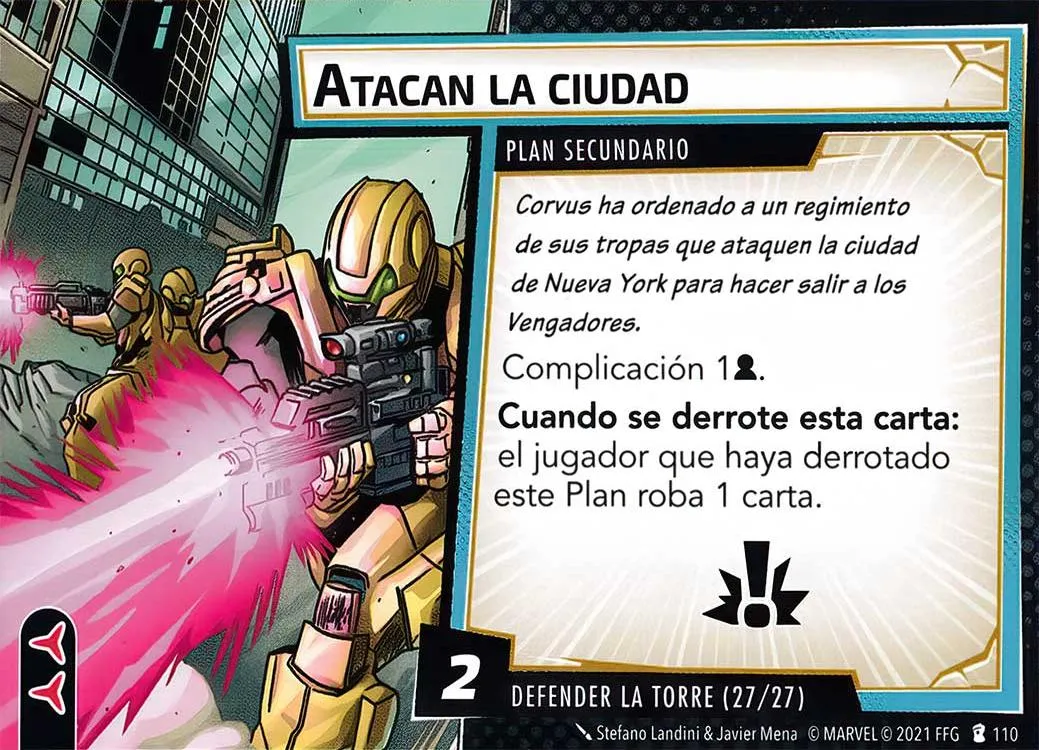 ATACAN LA CIUDAD
PLAN SECUNDARIO
Corvus ha ordenado a un regimiento
de sus tropas que ataquen la ciudad
de Nueva York para hacer salir a los
Vengadores.
Complicación 1.
Cuando se derrote esta carta:
el jugador que haya derrotado
este Plan roba 1 carta.
2
DEFENDER LA TORRE (27/27)
Stefano Landini & Javier Mena © MARVEL © 2021 FFG 110